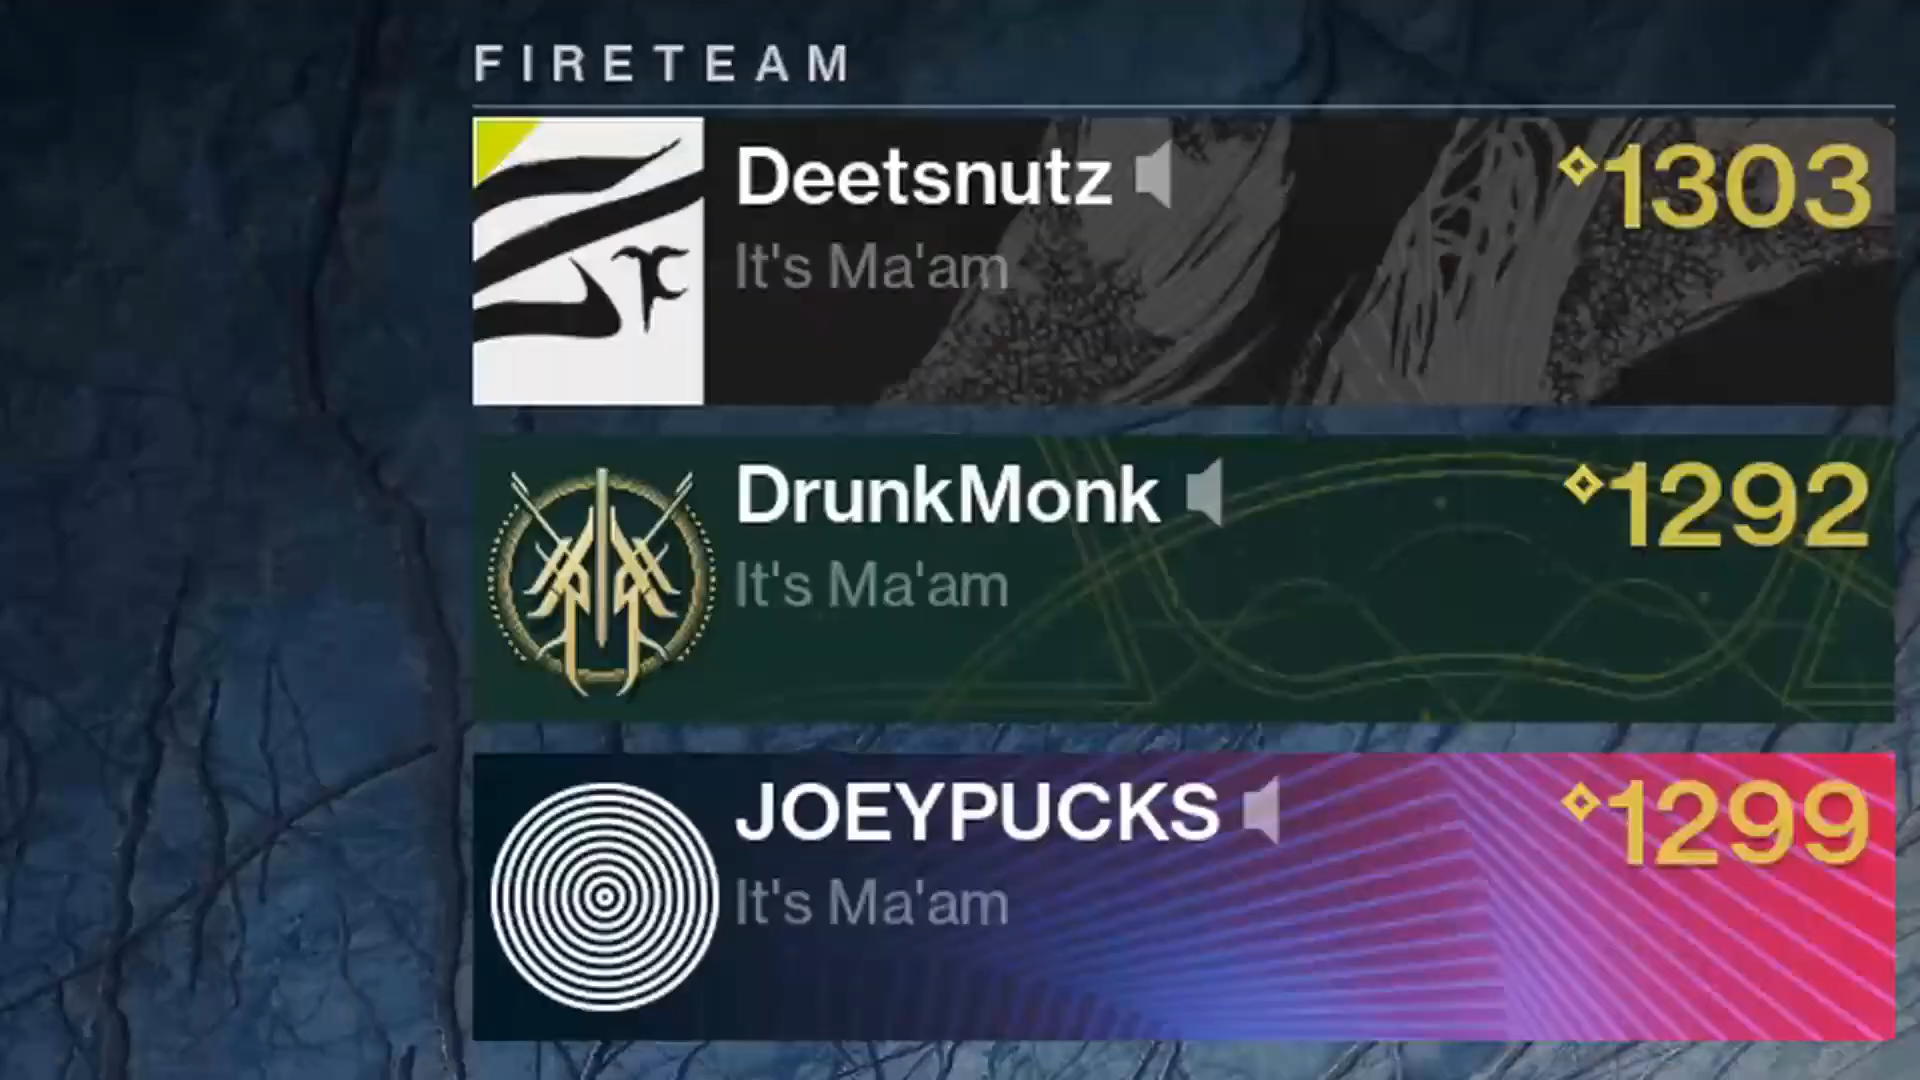 FIRETEAM
Deetsnutz
1303
It's Ma'am
DrunkMonk
1292
It's Ma'am
JOEYPUCKS
1299
It's Ma'am